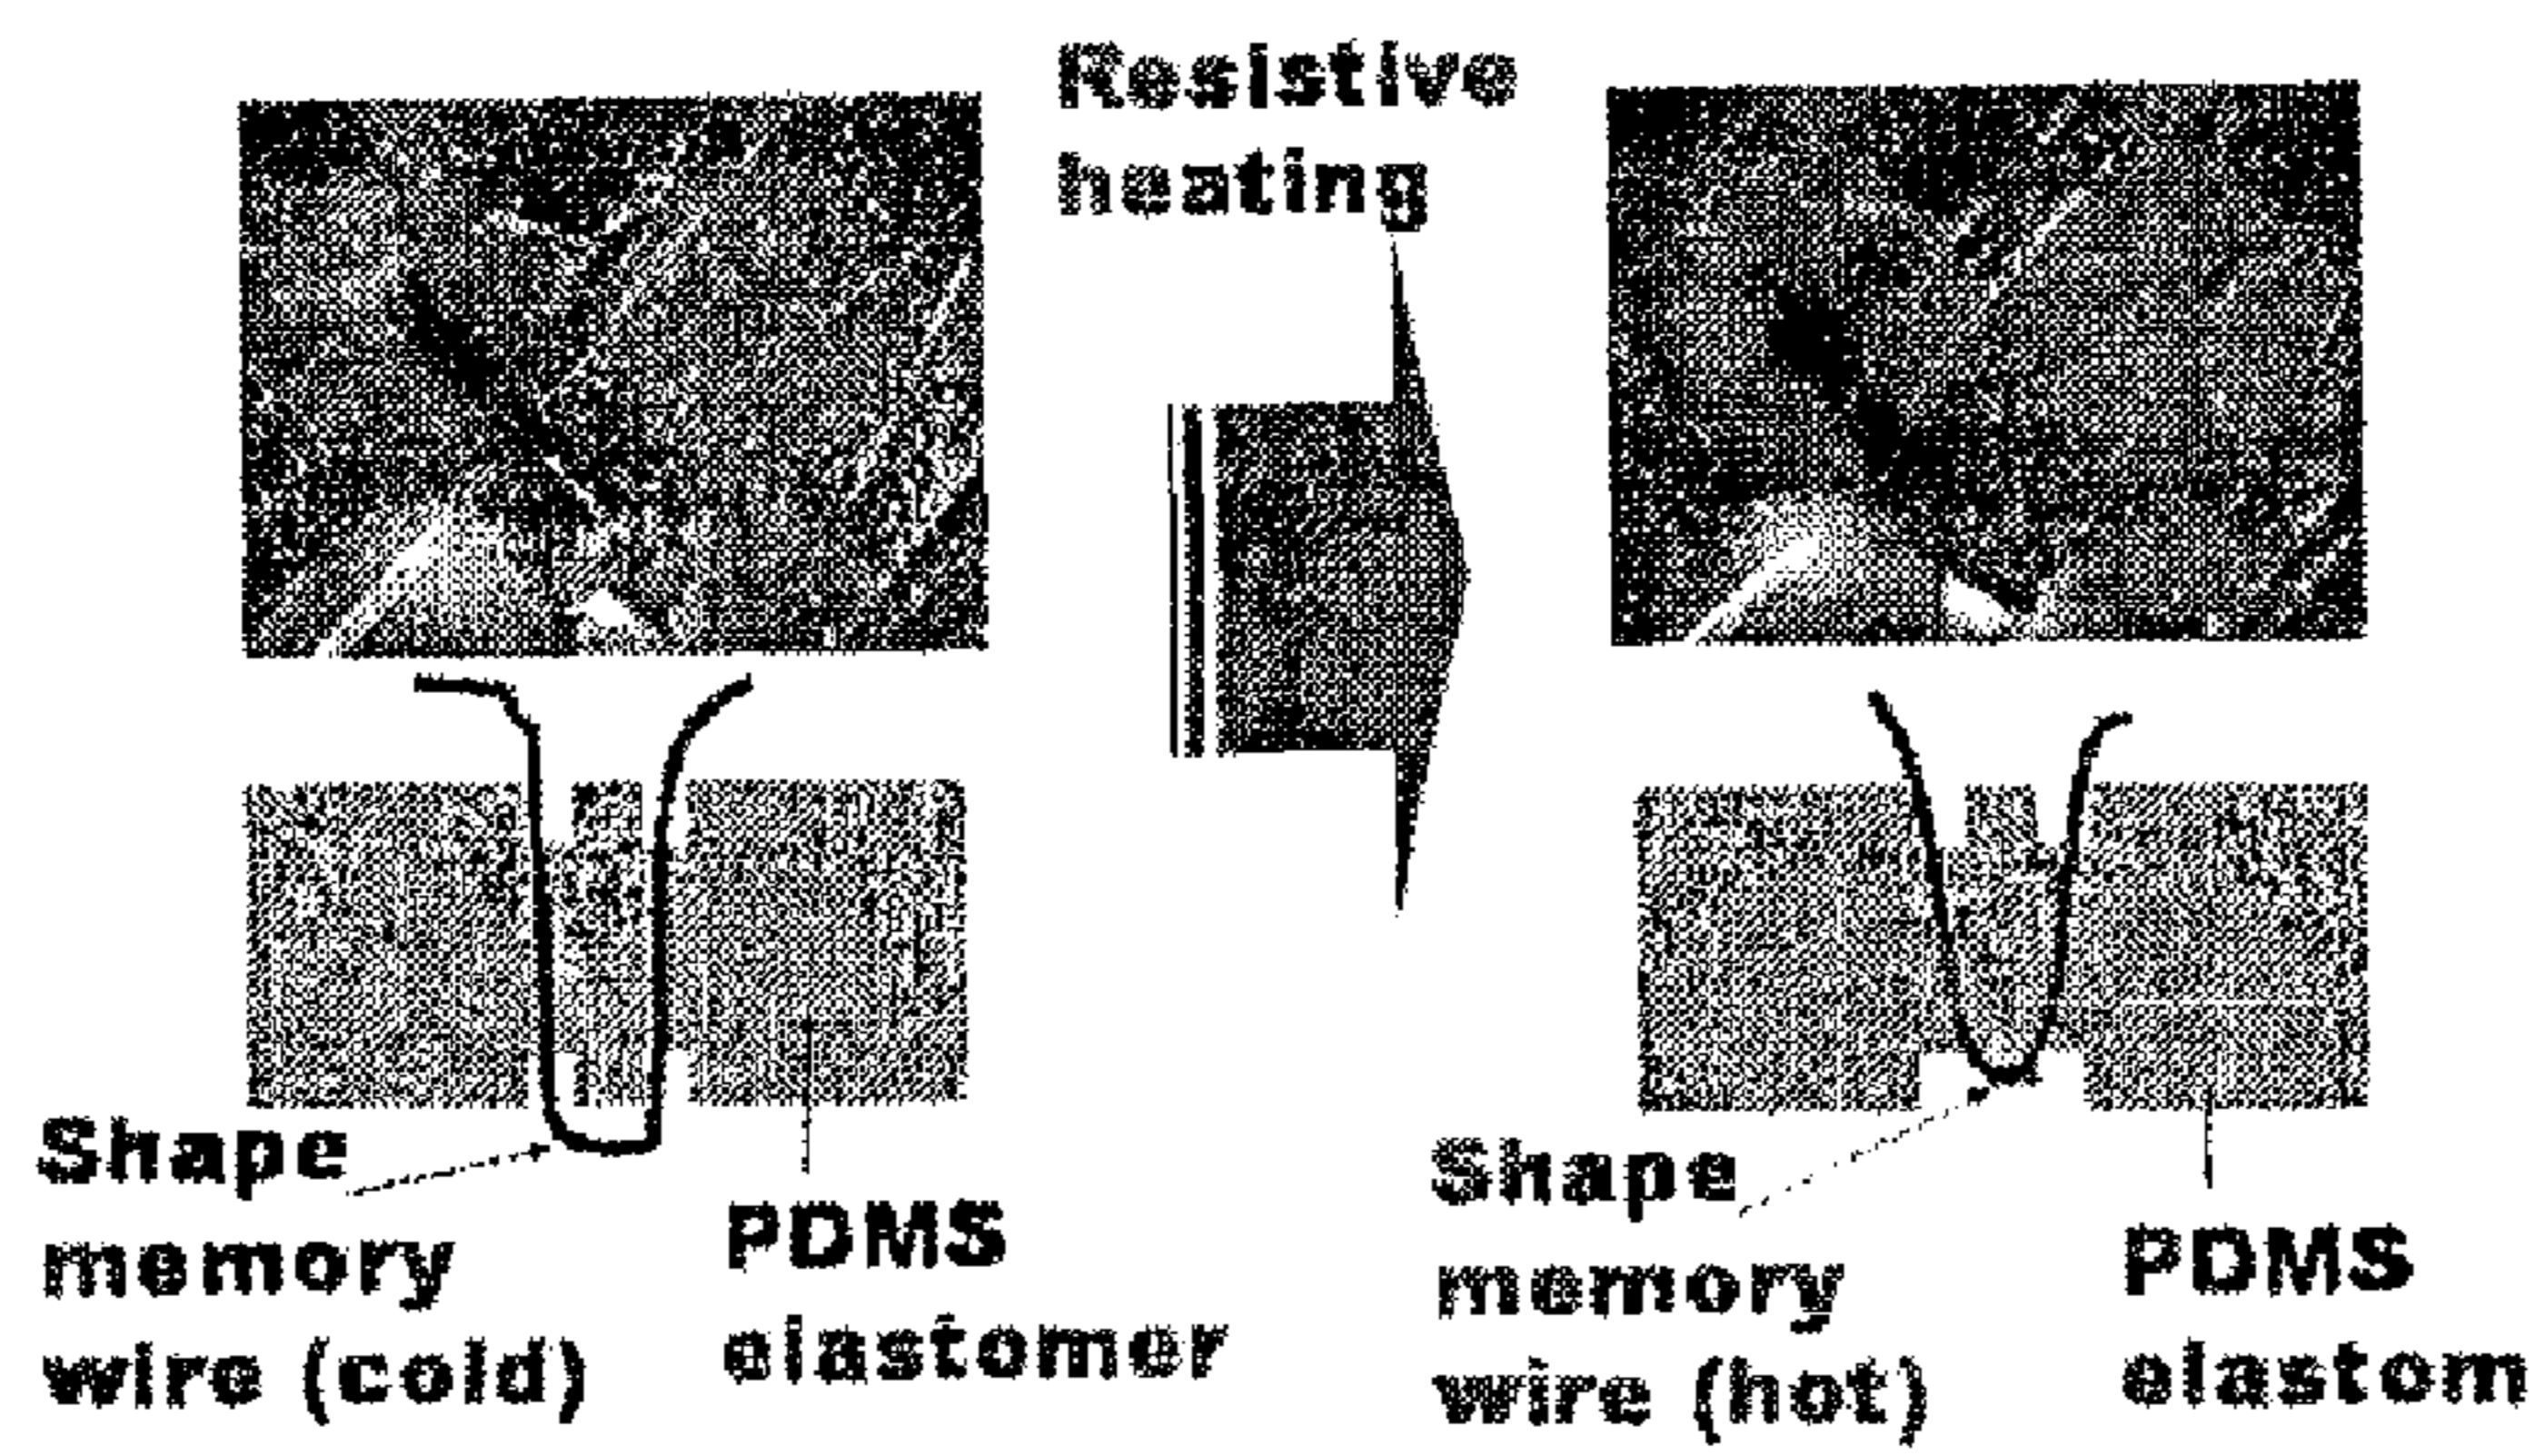 Resistive
heating
Shape
memory
wire (cold)
PDMS
elastomer
Shape
memory
wire (hot)
PDMS
elastom